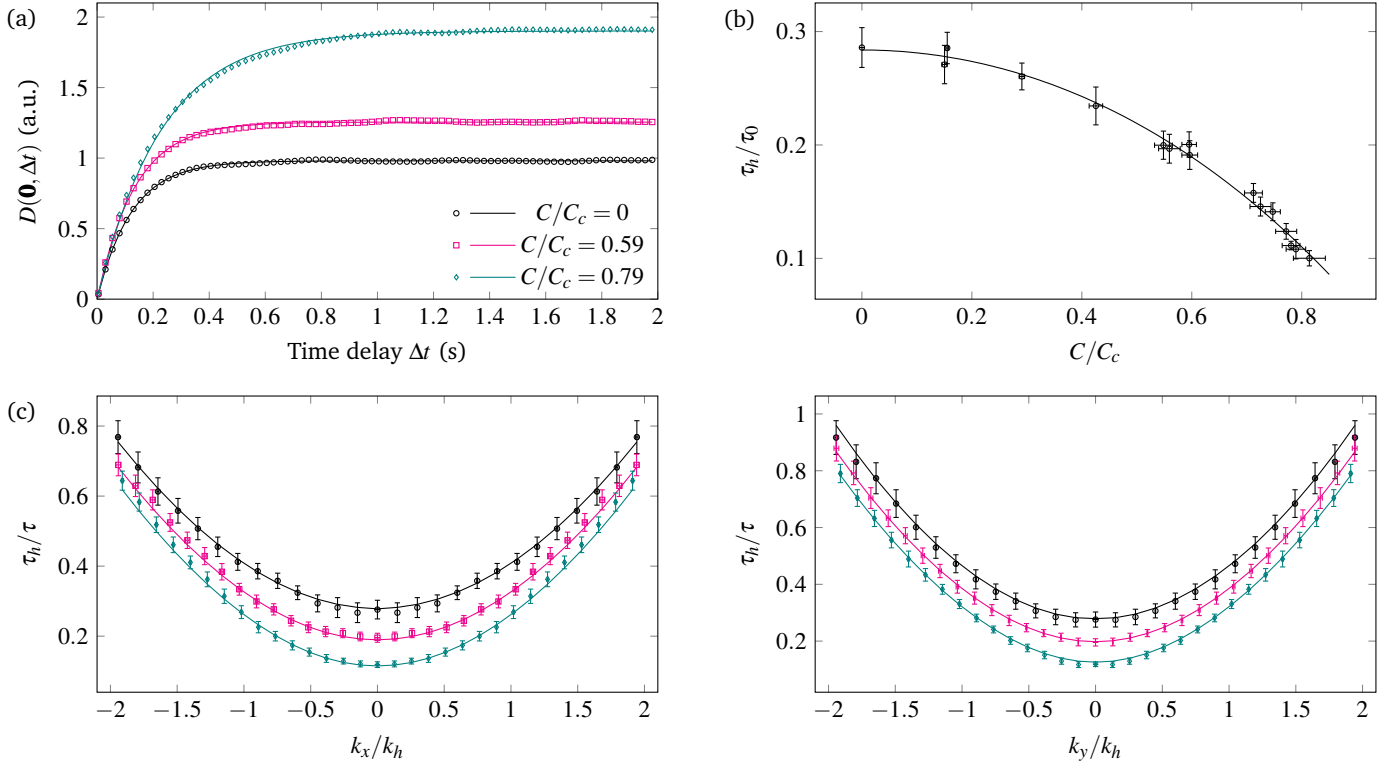 (a)
D(𝟎, Δt) (a.u.)
2
1.5
1
0.5
0
0 0.2 0.4 0.6 0.8 1 1.2 1.4 1.6 1.8 2
Time delay Δt (s)
C/C_c = 0
C/C_c = 0.59
C/C_c = 0.79
(b)
τ_h/τ_0
0.3
0.2
0.1
0 0.2 0.4 0.6 0.8
C/C_c
(c)
τ_h/τ
0.8
0.6
0.4
0.2
−2 −1.5 −1 −0.5 0 0.5 1 1.5 2
k_x/k_h
τ_h/τ
1
0.8
0.6
0.4
0.2
−2 −1.5 −1 −0.5 0 0.5 1 1.5 2
k_y/k_h